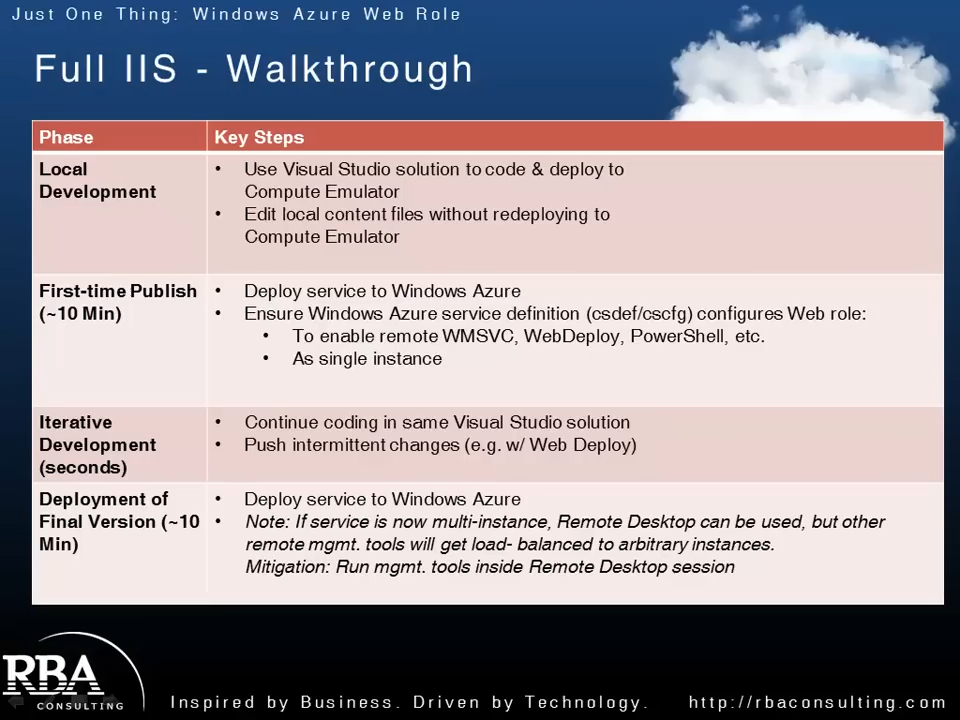 Just One Thing: Windows Azure Web Role
Full IIS - Walkthrough
Phase
Key Steps
Local
Development
• Use Visual Studio solution to code & deploy to
Compute Emulator
• Edit local content files without redeploying to
Compute Emulator
First-time Publish
(~10 Min)
• Deploy service to Windows Azure
• Ensure Windows Azure service definition (csdef/cscfg) configures Web role:
• To enable remote WMSVC, WebDeploy, PowerShell, etc.
• As single instance
Iterative
Development
(seconds)
• Continue coding in same Visual Studio solution
• Push intermittent changes (e.g. w/ Web Deploy)
Deployment of
Final Version (~10
Min)
• Deploy service to Windows Azure
• Note: If service is now multi-instance, Remote Desktop can be used, but other
remote mgmt. tools will get load- balanced to arbitrary instances.
Mitigation: Run mgmt. tools inside Remote Desktop session
RBA
CONSULTING
Inspired by Business. Driven by Technology.
http://rbaconsulting.com